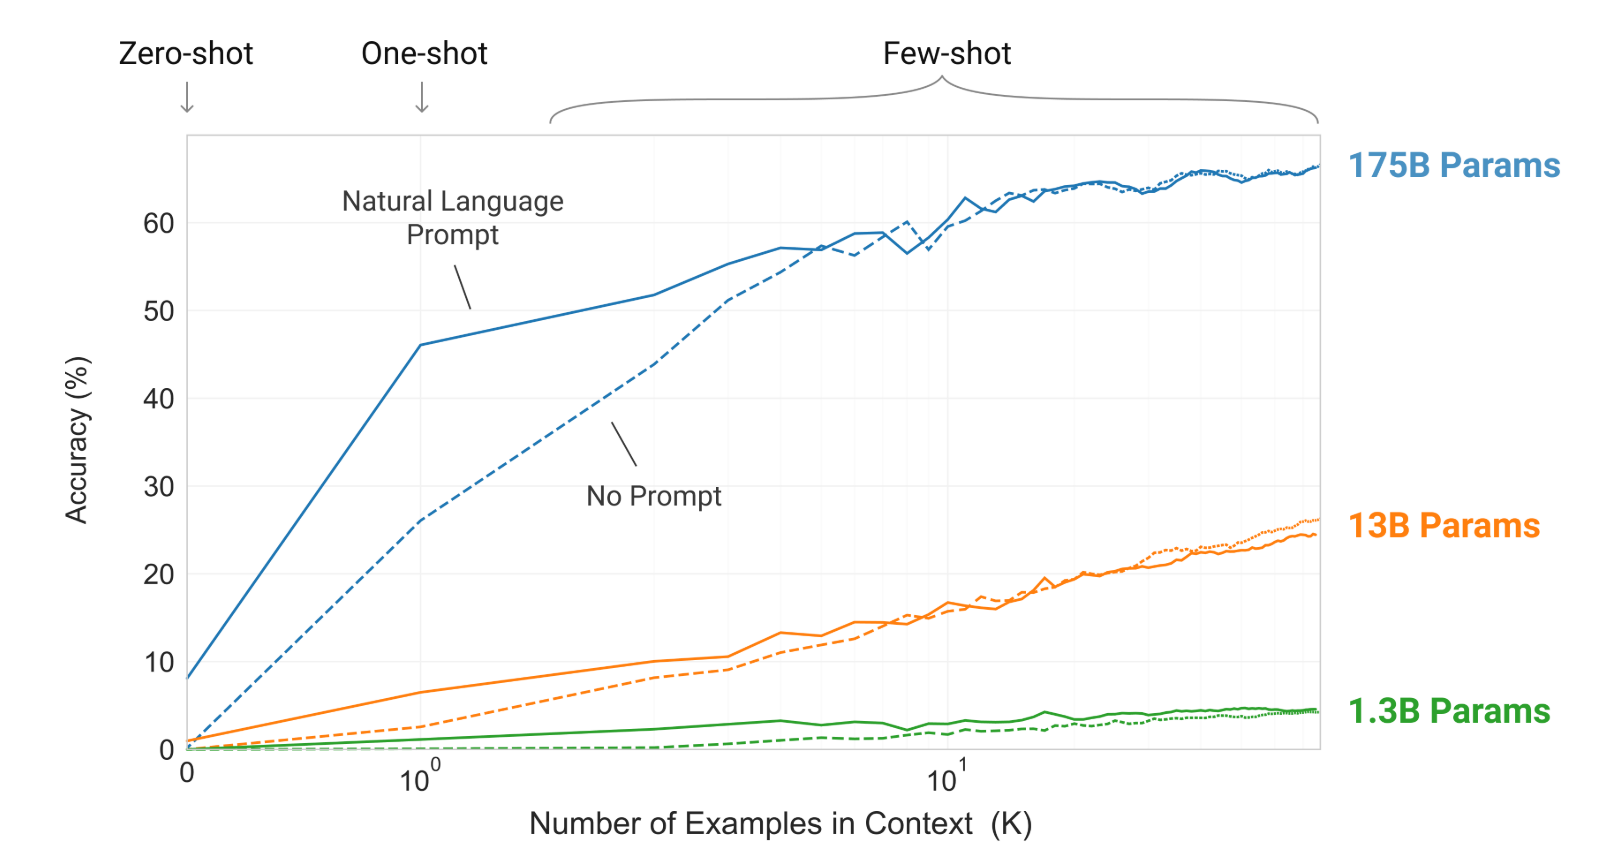 Zero-shot
One-shot
Few-shot
175B Params
Natural Language
Prompt
60
50
40
30
20
10
0
Accuracy (%)
No Prompt
13B Params
1.3B Params
0
10^0
10^1
Number of Examples in Context (K)